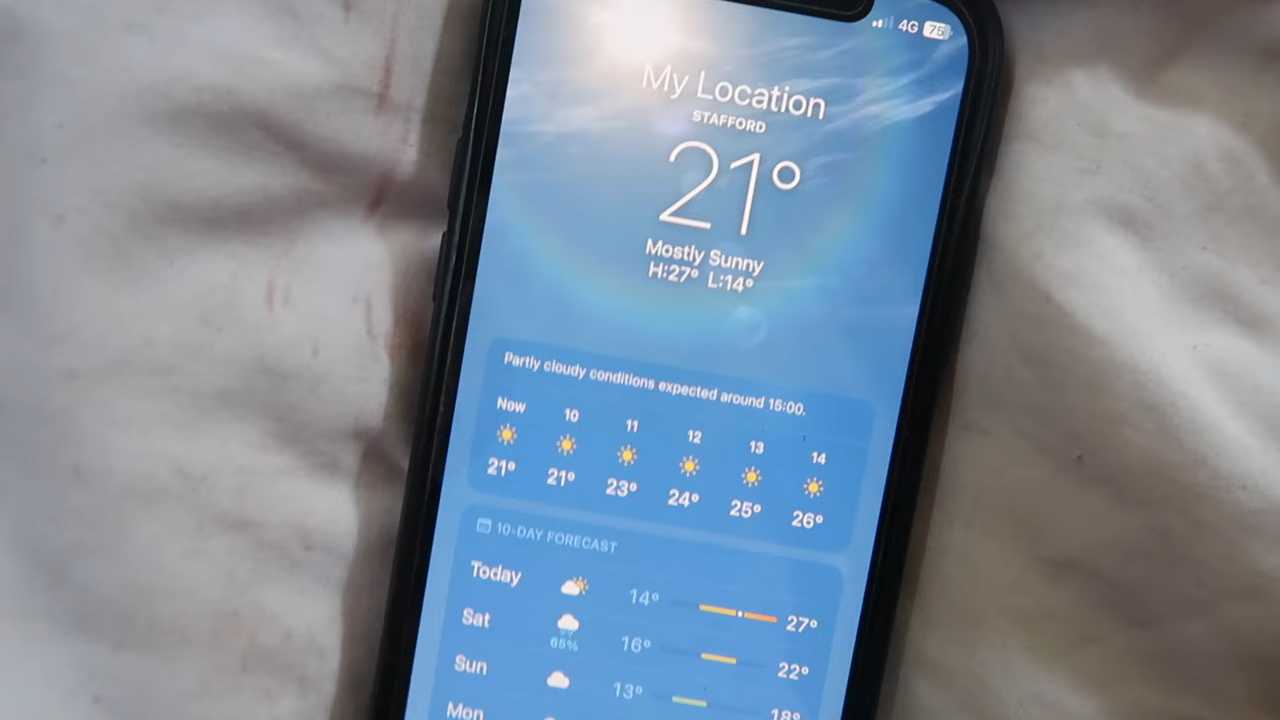 4G 75
My Location
STAFFORD
21°
Mostly Sunny
H:27° L:14°
Partly cloudy conditions expected around 15:00.
Now 10 11 12 13 14
21° 21° 23° 24° 25° 26°
10-DAY FORECAST
Today 14° 27°
Sat 65% 16° 22°
Sun 13° 18°
Mon